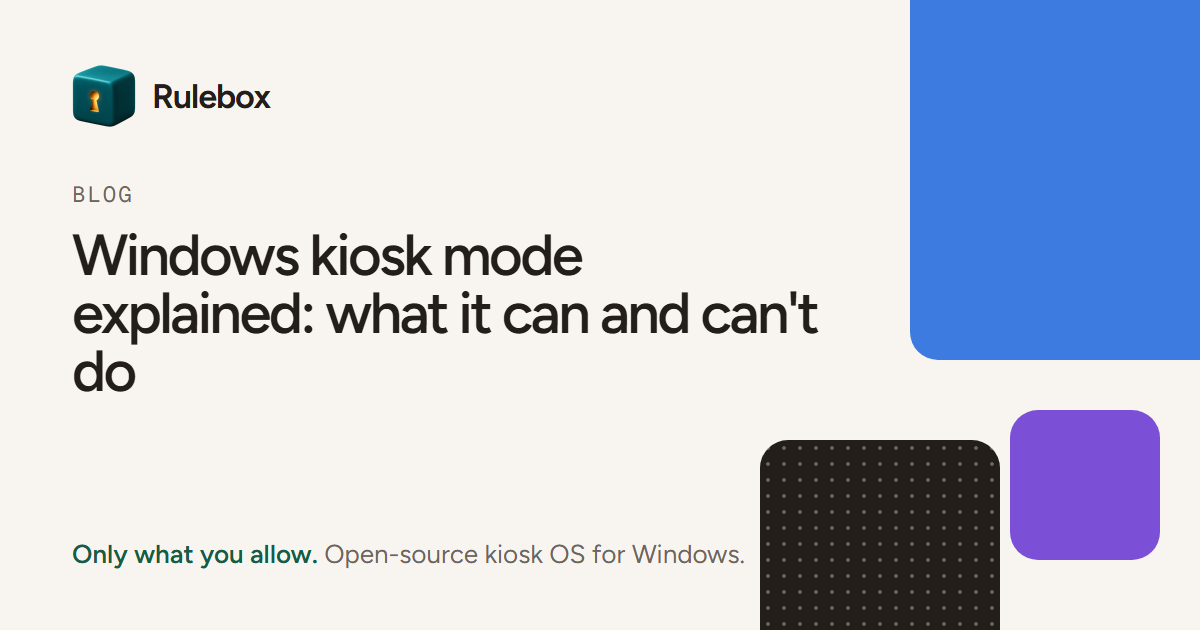 Rulebox
BLOG
Windows kiosk mode
explained: what it can and can't
do
Only what you allow. Open-source kiosk OS for Windows.